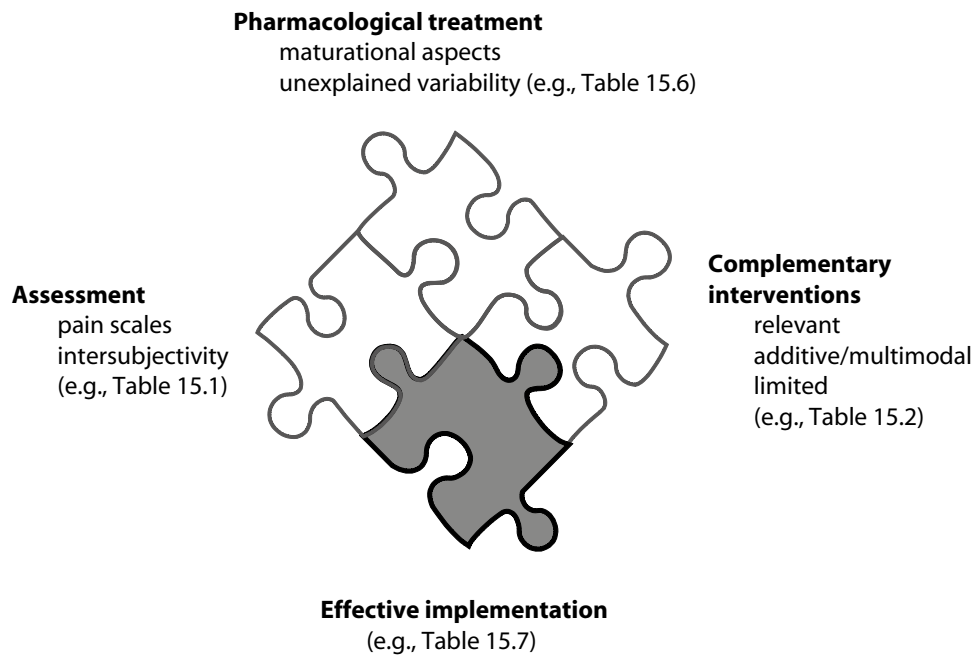 Pharmacological treatment
maturational aspects
unexplained variability (e.g., Table 15.6)
Assessment
pain scales
intersubjectivity
(e.g., Table 15.1)
Complementary
interventions
relevant
additive/multimodal
limited
(e.g., Table 15.2)
Effective implementation
(e.g., Table 15.7)